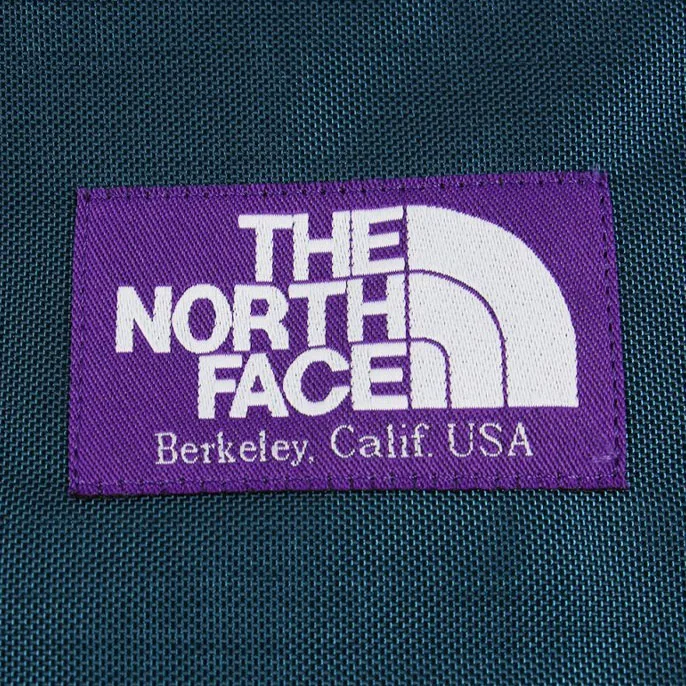 THE
NORTH
FACE
Berkeley, Calif. USA